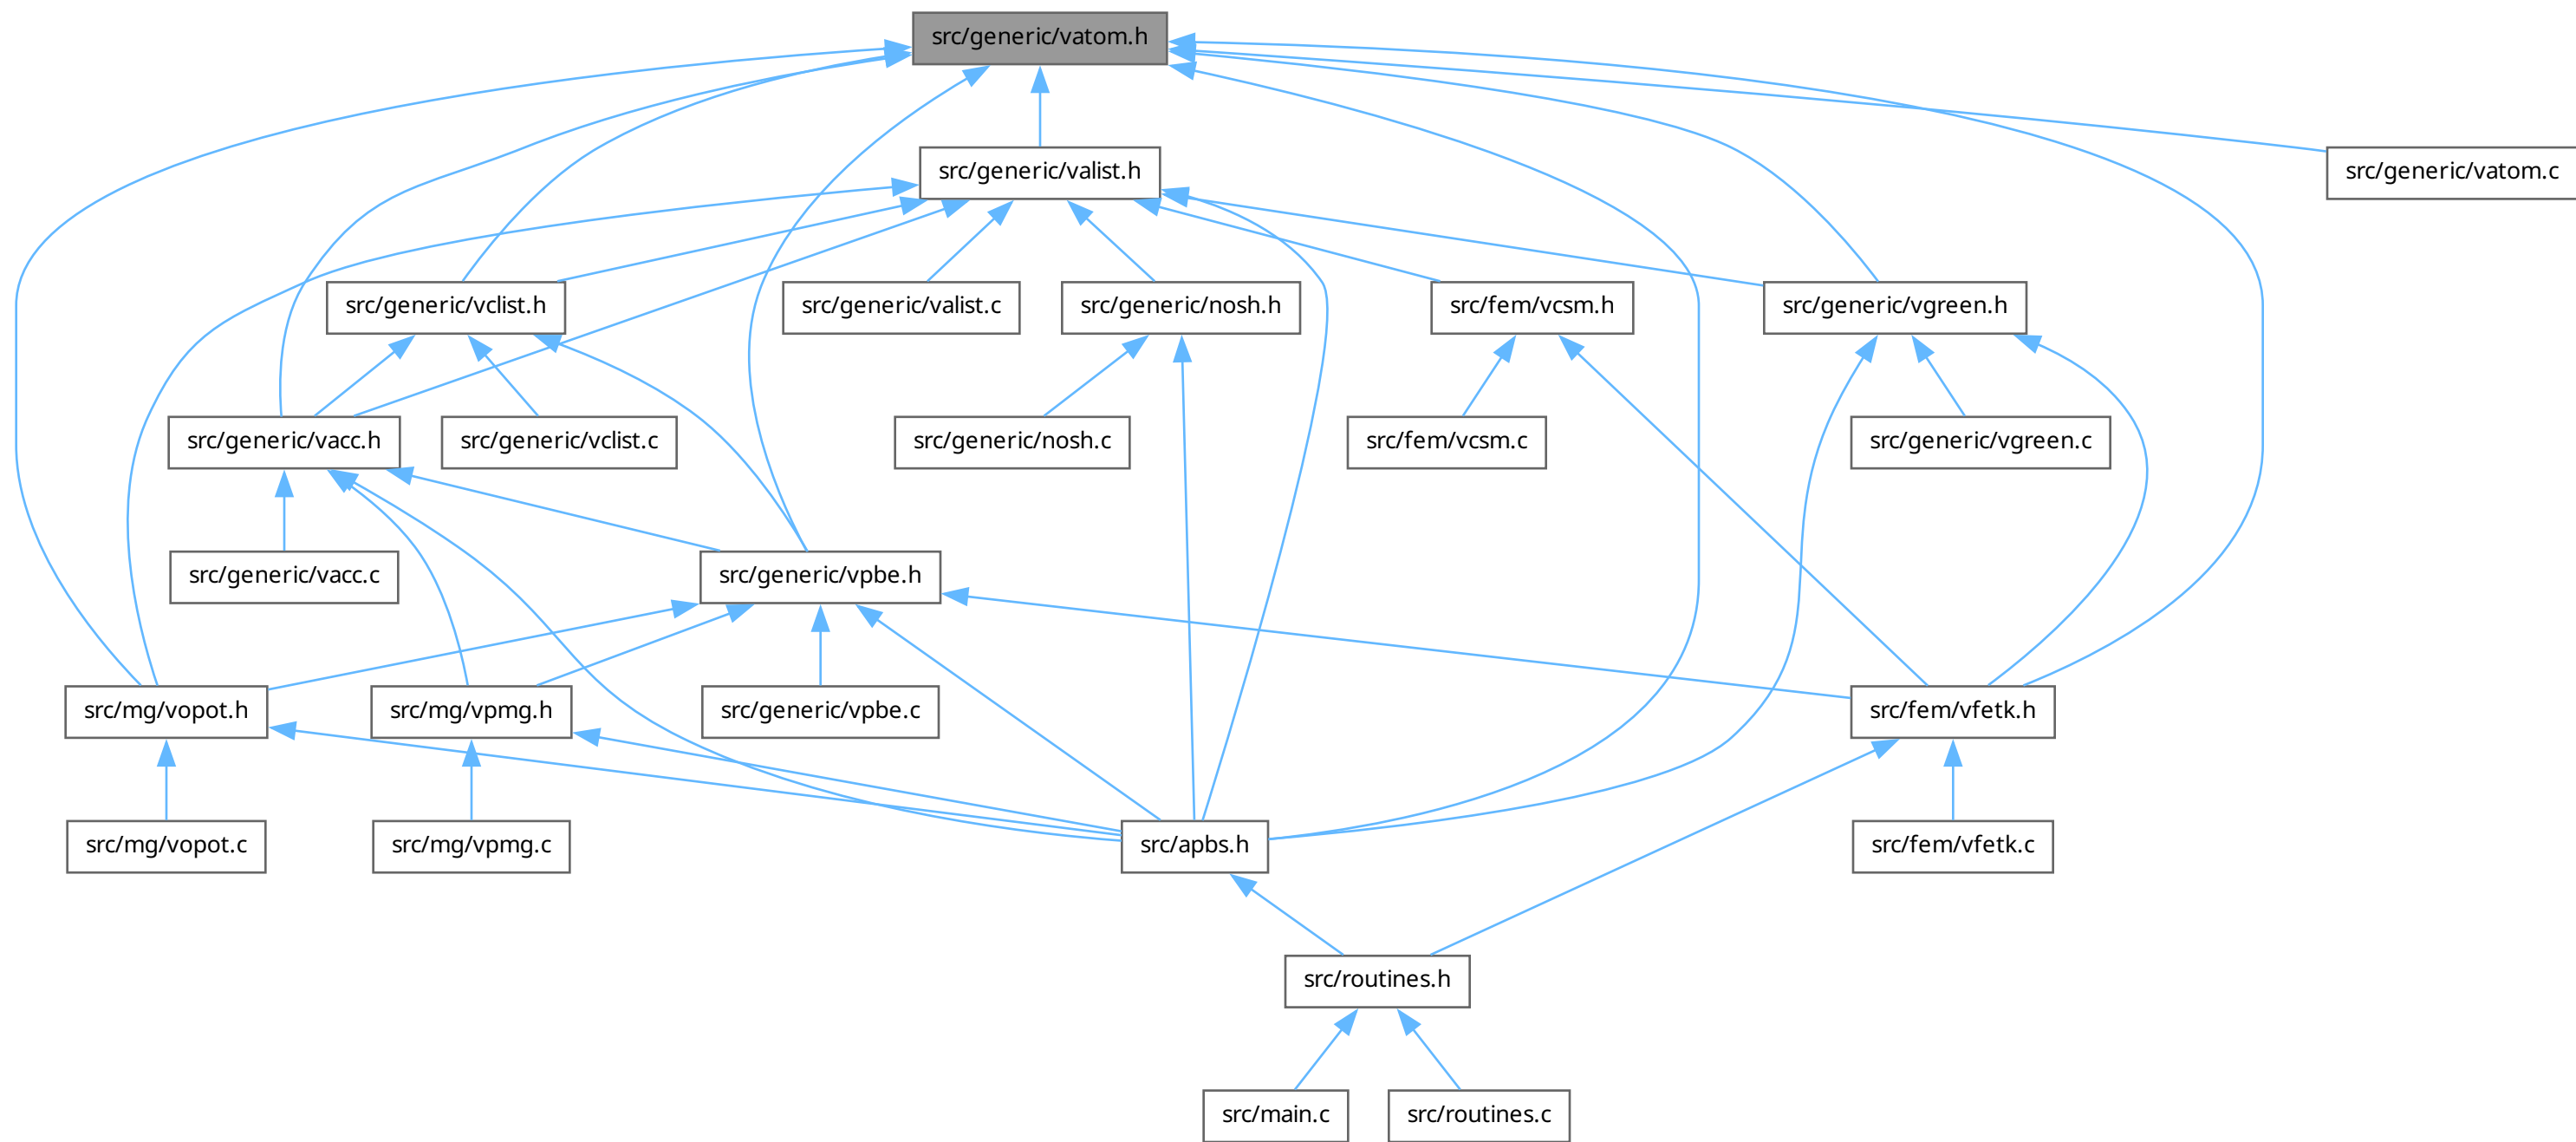 src/generic/vatom.h
src/generic/valist.h
src/generic/vatom.c
src/generic/vclist.h
src/generic/valist.c
src/generic/nosh.h
src/fem/vcsm.h
src/generic/vgreen.h
src/generic/vacc.h
src/generic/vclist.c
src/generic/nosh.c
src/fem/vcsm.c
src/generic/vgreen.c
src/generic/vacc.c
src/generic/vpbe.h
src/mg/vopot.h
src/mg/vpmg.h
src/generic/vpbe.c
src/fem/vfetk.h
src/mg/vopot.c
src/mg/vpmg.c
src/apbs.h
src/fem/vfetk.c
src/routines.h
src/main.c
src/routines.c